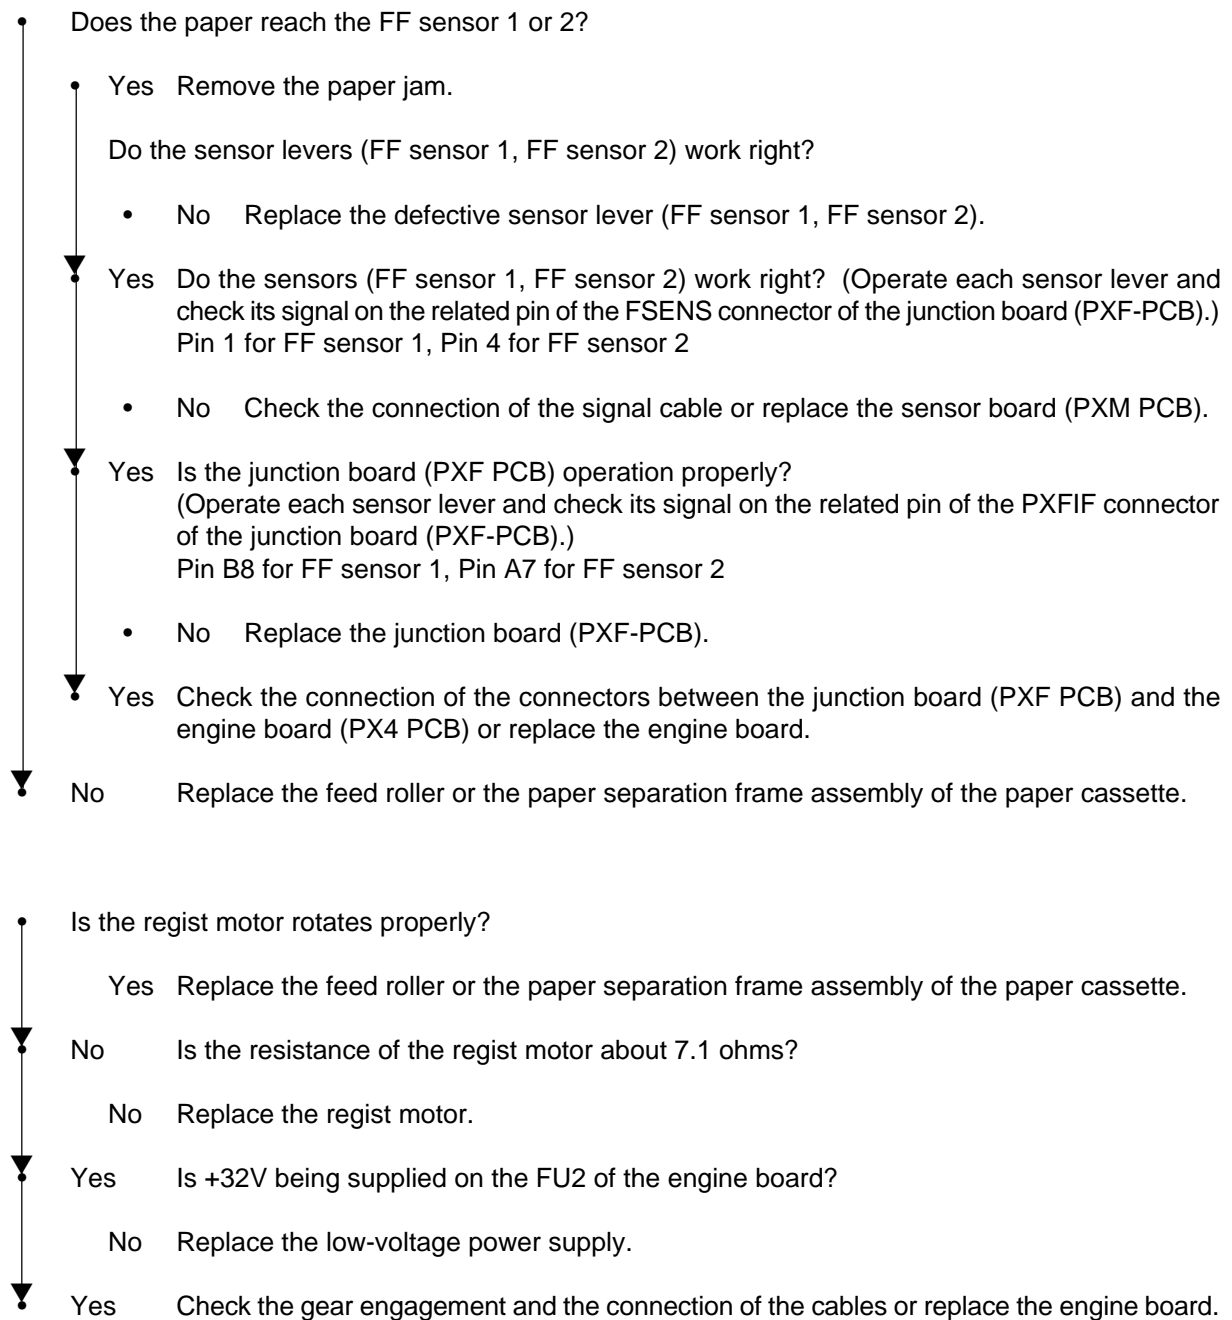 • Does the paper reach the FF sensor 1 or 2?
• Yes Remove the paper jam.
Do the sensor levers (FF sensor 1, FF sensor 2) work right?
• No Replace the defective sensor lever (FF sensor 1, FF sensor 2).
• Yes Do the sensors (FF sensor 1, FF sensor 2) work right? (Operate each sensor lever and
check its signal on the related pin of the FSENS connector of the junction board (PXF-PCB).)
Pin 1 for FF sensor 1, Pin 4 for FF sensor 2
• No Check the connection of the signal cable or replace the sensor board (PXM PCB).
• Yes Is the junction board (PXF PCB) operation properly?
(Operate each sensor lever and check its signal on the related pin of the PXFIF connector
of the junction board (PXF-PCB).)
Pin B8 for FF sensor 1, Pin A7 for FF sensor 2
• No Replace the junction board (PXF-PCB).
• Yes Check the connection of the connectors between the junction board (PXF PCB) and the
engine board (PX4 PCB) or replace the engine board.
• No Replace the feed roller or the paper separation frame assembly of the paper cassette.
• Is the regist motor rotates properly?
Yes Replace the feed roller or the paper separation frame assembly of the paper cassette.
• No Is the resistance of the regist motor about 7.1 ohms?
No Replace the regist motor.
• Yes Is +32V being supplied on the FU2 of the engine board?
No Replace the low-voltage power supply.
• Yes Check the gear engagement and the connection of the cables or replace the engine board.